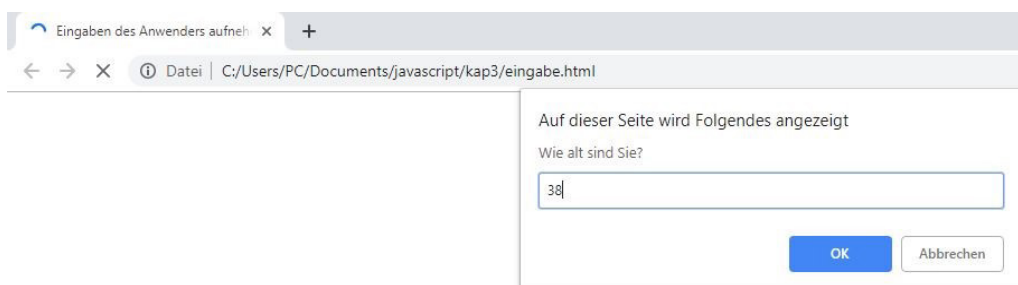 Eingaben des Anwenders aufneh
Datei | C:/Users/PC/Documents/javascript/kap3/eingabe.html
Auf dieser Seite wird Folgendes angezeigt
Wie alt sind Sie?
38
OK Abbrechen